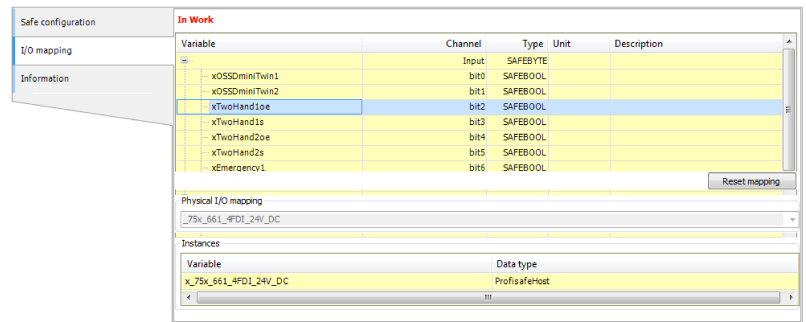 Safe configuration
I/O mapping
Information
In Work
Variable Channel Type Unit Description
Input SAFEBYTE
xOSSDminiTwin1 bit0 SAFEBOOL
xOSSDminiTwin2 bit1 SAFEBOOL
xTwoHand1oe bit2 SAFEBOOL
xTwoHand1s bit3 SAFEBOOL
xTwoHand2oe bit4 SAFEBOOL
xTwoHand2s bit5 SAFEBOOL
xEmergency1 bit6 SAFEBOOL
Reset mapping
Physical I/O mapping
_75x_661_4FDI_24V_DC
Instances
Variable Data type
x_75x_661_4FDI_24V_DC ProfisafeHost